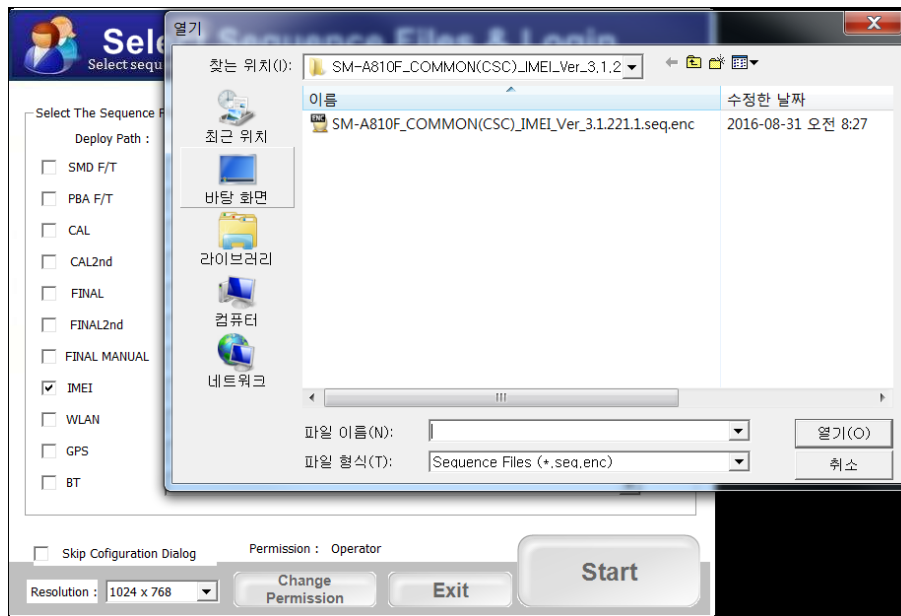 Select Sequence Files & Login
Select sequ
열기
찾는 위치(I):
SM-A810F_COMMON(CSC)_IMEI_Ver_3.1.2
이름
수정한 날짜
SM-A810F_COMMON(CSC)_IMEI_Ver_3.1.221.1.seq.enc
2016-08-31 오전 8:27
최근 위치
바탕 화면
라이브러리
컴퓨터
네트워크
파일 이름(N):
열기(O)
파일 형식(T):
Sequence Files (*.seq.enc)
취소
Select The Sequence F
Deploy Path :
SMD F/T
PBA F/T
CAL
CAL2nd
FINAL
FINAL2nd
FINAL MANUAL
IMEI
WLAN
GPS
BT
Skip Cofiguration Dialog
Permission : Operator
Resolution :
1024 x 768
Change
Permission
Exit
Start